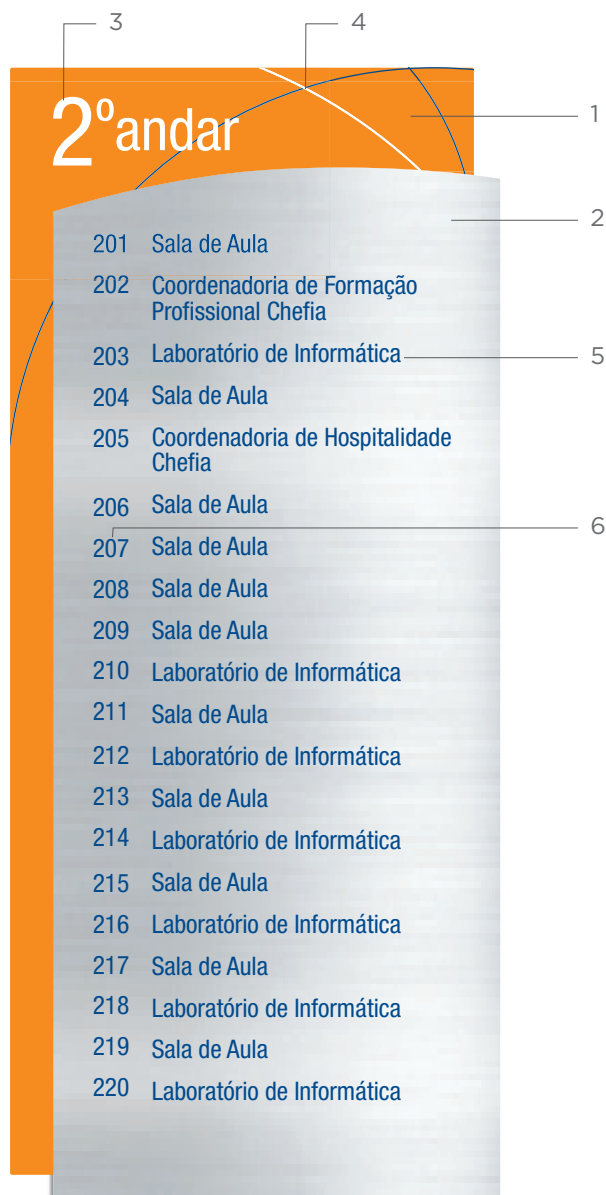 3 4
2º andar
1
2
201 Sala de Aula
202 Coordenadoria de Formação
Profissional Chefia
203 Laboratório de Informática 5
204 Sala de Aula
205 Coordenadoria de Hospitalidade
Chefia
206 Sala de Aula
6
207 Sala de Aula
208 Sala de Aula
209 Sala de Aula
210 Laboratório de Informática
211 Sala de Aula
212 Laboratório de Informática
213 Sala de Aula
214 Laboratório de Informática
215 Sala de Aula
216 Laboratório de Informática
217 Sala de Aula
218 Laboratório de Informática
219 Sala de Aula
220 Laboratório de Informática